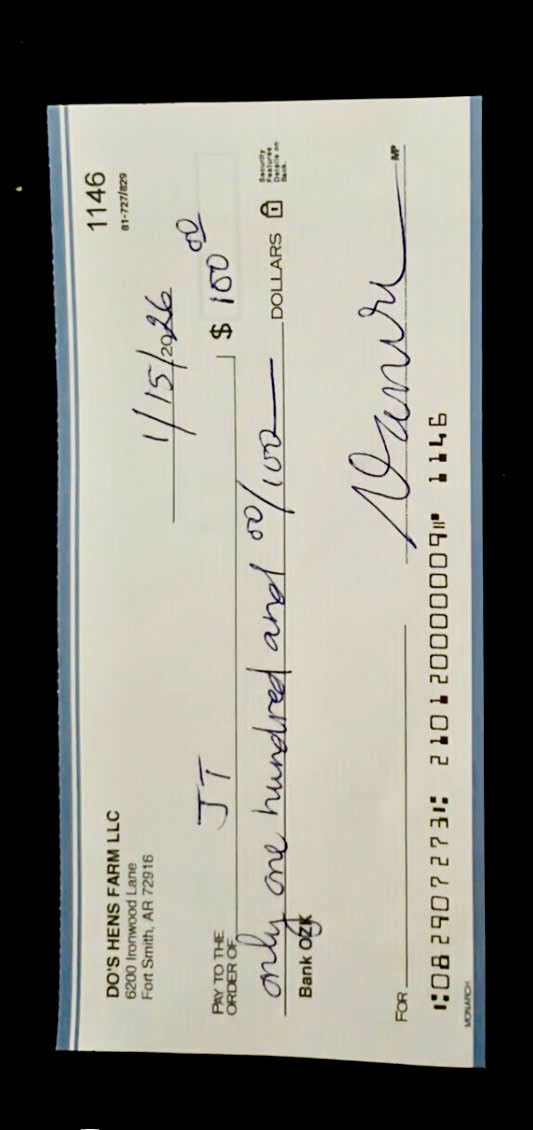 DO'S HENS FARM LLC
6200 Ironwood Lane
Fort Smith, AR 72916
1146
81-727/829
1/15/2026
PAY TO THE
ORDER OF JT $ 100 00
only one hundred and 00/100 DOLLARS
Security
Features
Details on
Back.
Bank OZK
FOR
MP
⑆082907273⑆ 2101200000009⑈ 1146
MONARCH